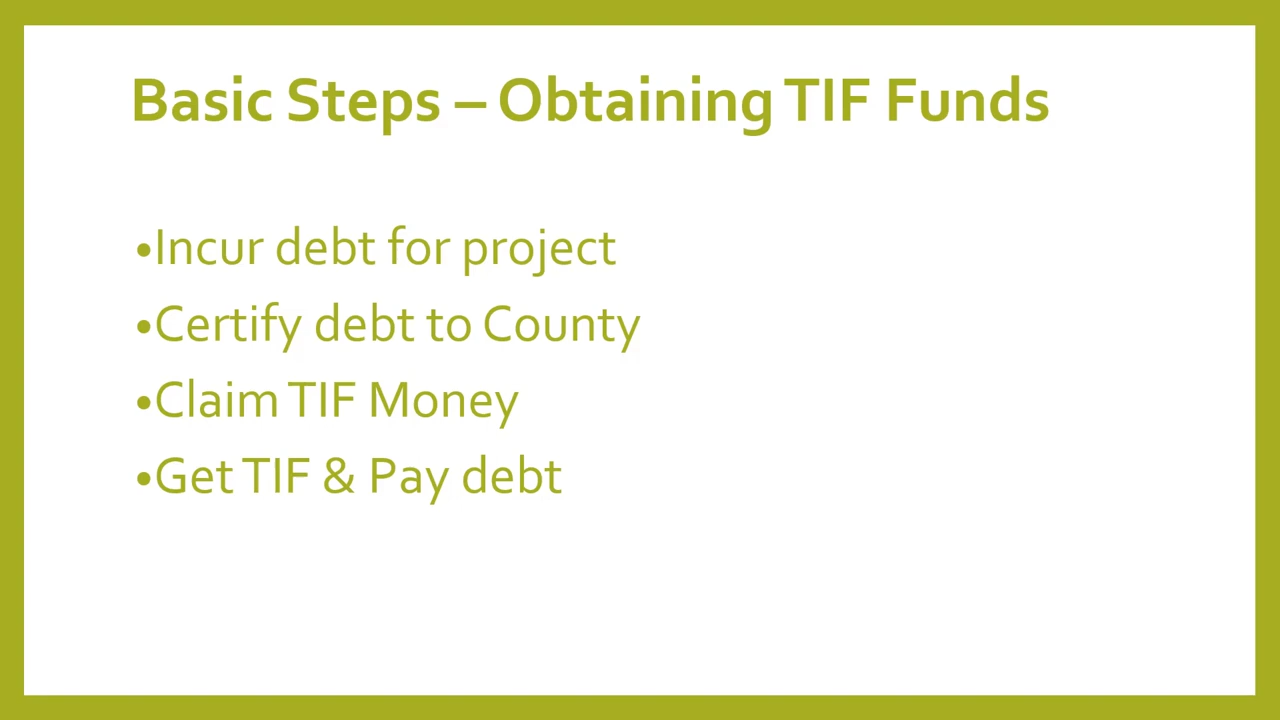 Basic Steps – Obtaining TIF Funds
•Incur debt for project
•Certify debt to County
•Claim TIF Money
•Get TIF & Pay debt